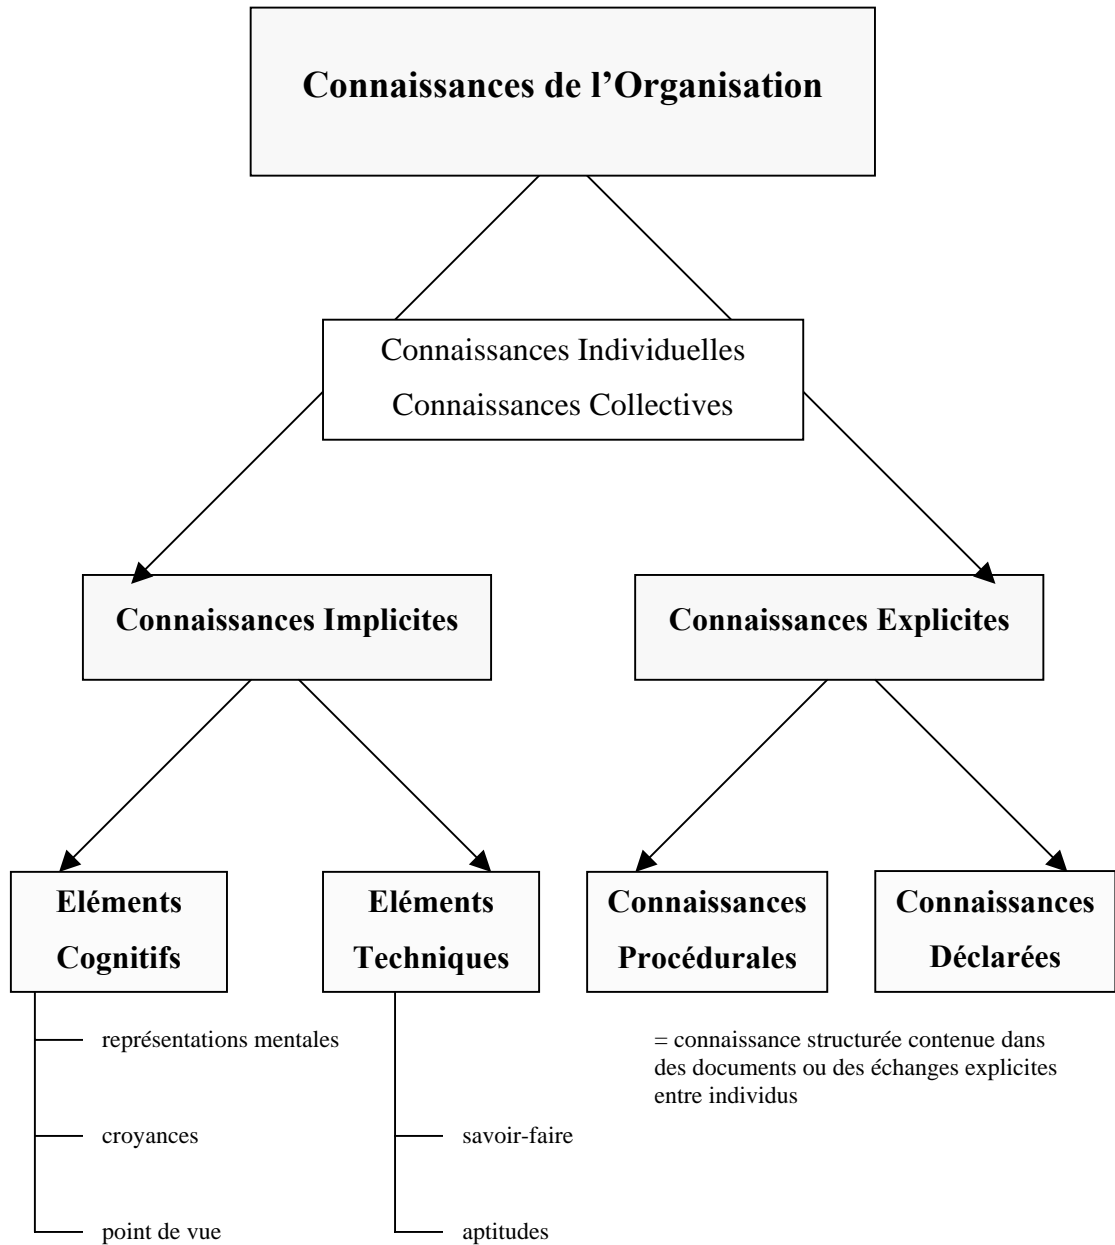 Connaissances de l’Organisation
Connaissances Individuelles
Connaissances Collectives
Connaissances Implicites
Connaissances Explicites
Eléments
Cognitifs
Eléments
Techniques
Connaissances
Procédurales
Connaissances
Déclarées
représentations mentales
croyances
point de vue
savoir-faire
aptitudes
= connaissance structurée contenue dans
des documents ou des échanges explicites
entre individus